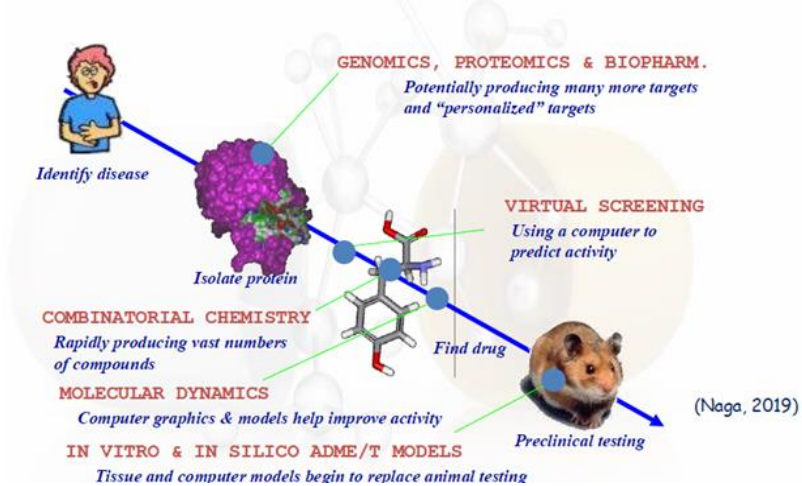 GENOMICS, PROTEOMICS & BIOPHARM.
Potentially producing many more targets
and “personalized” targets
Identify disease
VIRTUAL SCREENING
Using a computer to
predict activity
Isolate protein
COMBINATORIAL CHEMISTRY
Rapidly producing vast numbers
of compounds
Find drug
MOLECULAR DYNAMICS
Computer graphics & models help improve activity
(Naga, 2019)
Preclinical testing
IN VITRO & IN SILICO ADME/T MODELS
Tissue and computer models begin to replace animal testing